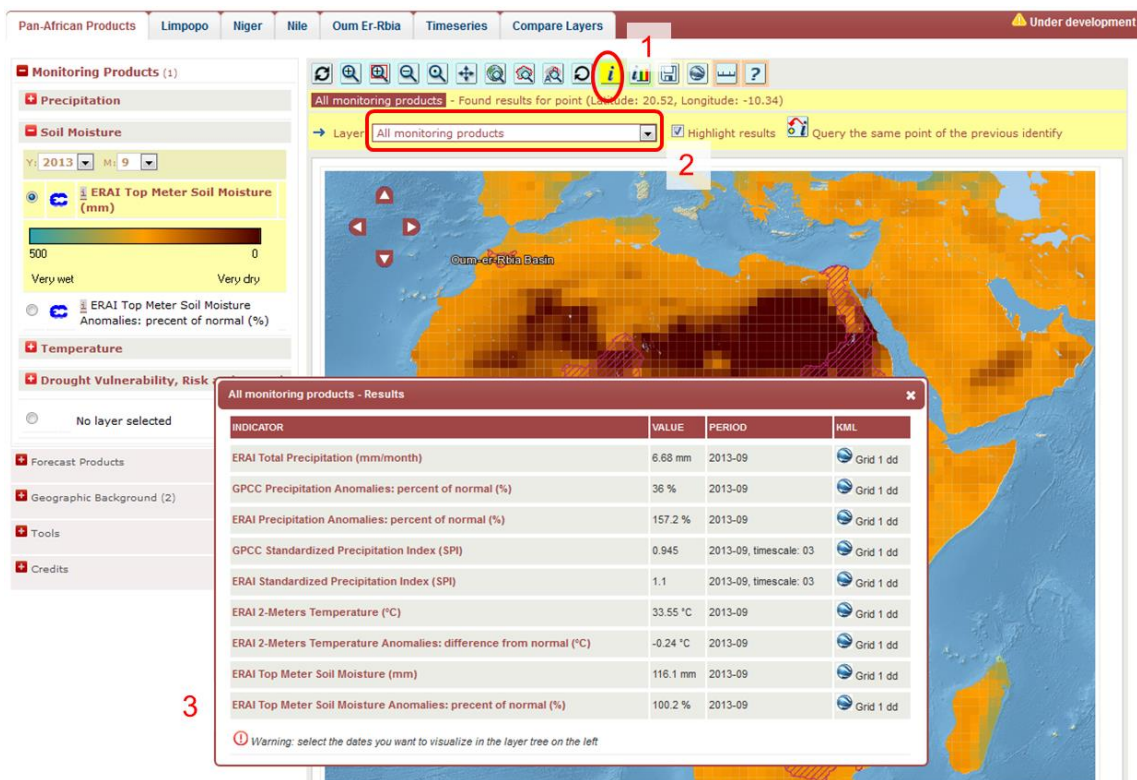 Pan-African Products Limpopo Niger Nile Oum Er-Rbia Timeseries Compare Layers
Under development
1
Monitoring Products (1)
Precipitation
Soil Moisture
Y: 2013 M: 9
ERAI Top Meter Soil Moisture
(mm)
500 0
Very wet Very dry
ERAI Top Meter Soil Moisture
Anomalies: precent of normal (%)
Temperature
Drought Vulnerability, Risk
No layer selected
Forecast Products
Geographic Background (2)
Tools
Credits
All monitoring products - Found results for point (Latitude: 20.52, Longitude: -10.34)
Layer All monitoring products Highlight results Query the same point of the previous identify
2
Oum-er-Rbia Basin
All monitoring products - Results
INDICATOR VALUE PERIOD KML
ERAI Total Precipitation (mm/month) 6.68 mm 2013-09 Grid 1 dd
GPCC Precipitation Anomalies: percent of normal (%) 36 % 2013-09 Grid 1 dd
ERAI Precipitation Anomalies: percent of normal (%) 157.2 % 2013-09 Grid 1 dd
GPCC Standardized Precipitation Index (SPI) 0.945 2013-09, timescale: 03 Grid 1 dd
ERAI Standardized Precipitation Index (SPI) 1.1 2013-09, timescale: 03 Grid 1 dd
ERAI 2-Meters Temperature (ºC) 33.55 °C 2013-09 Grid 1 dd
ERAI 2-Meters Temperature Anomalies: difference from normal (ºC) -0.24 °C 2013-09 Grid 1 dd
ERAI Top Meter Soil Moisture (mm) 116.1 mm 2013-09 Grid 1 dd
ERAI Top Meter Soil Moisture Anomalies: precent of normal (%) 100.2 % 2013-09 Grid 1 dd
3
Warning: select the dates you want to visualize in the layer tree on the left